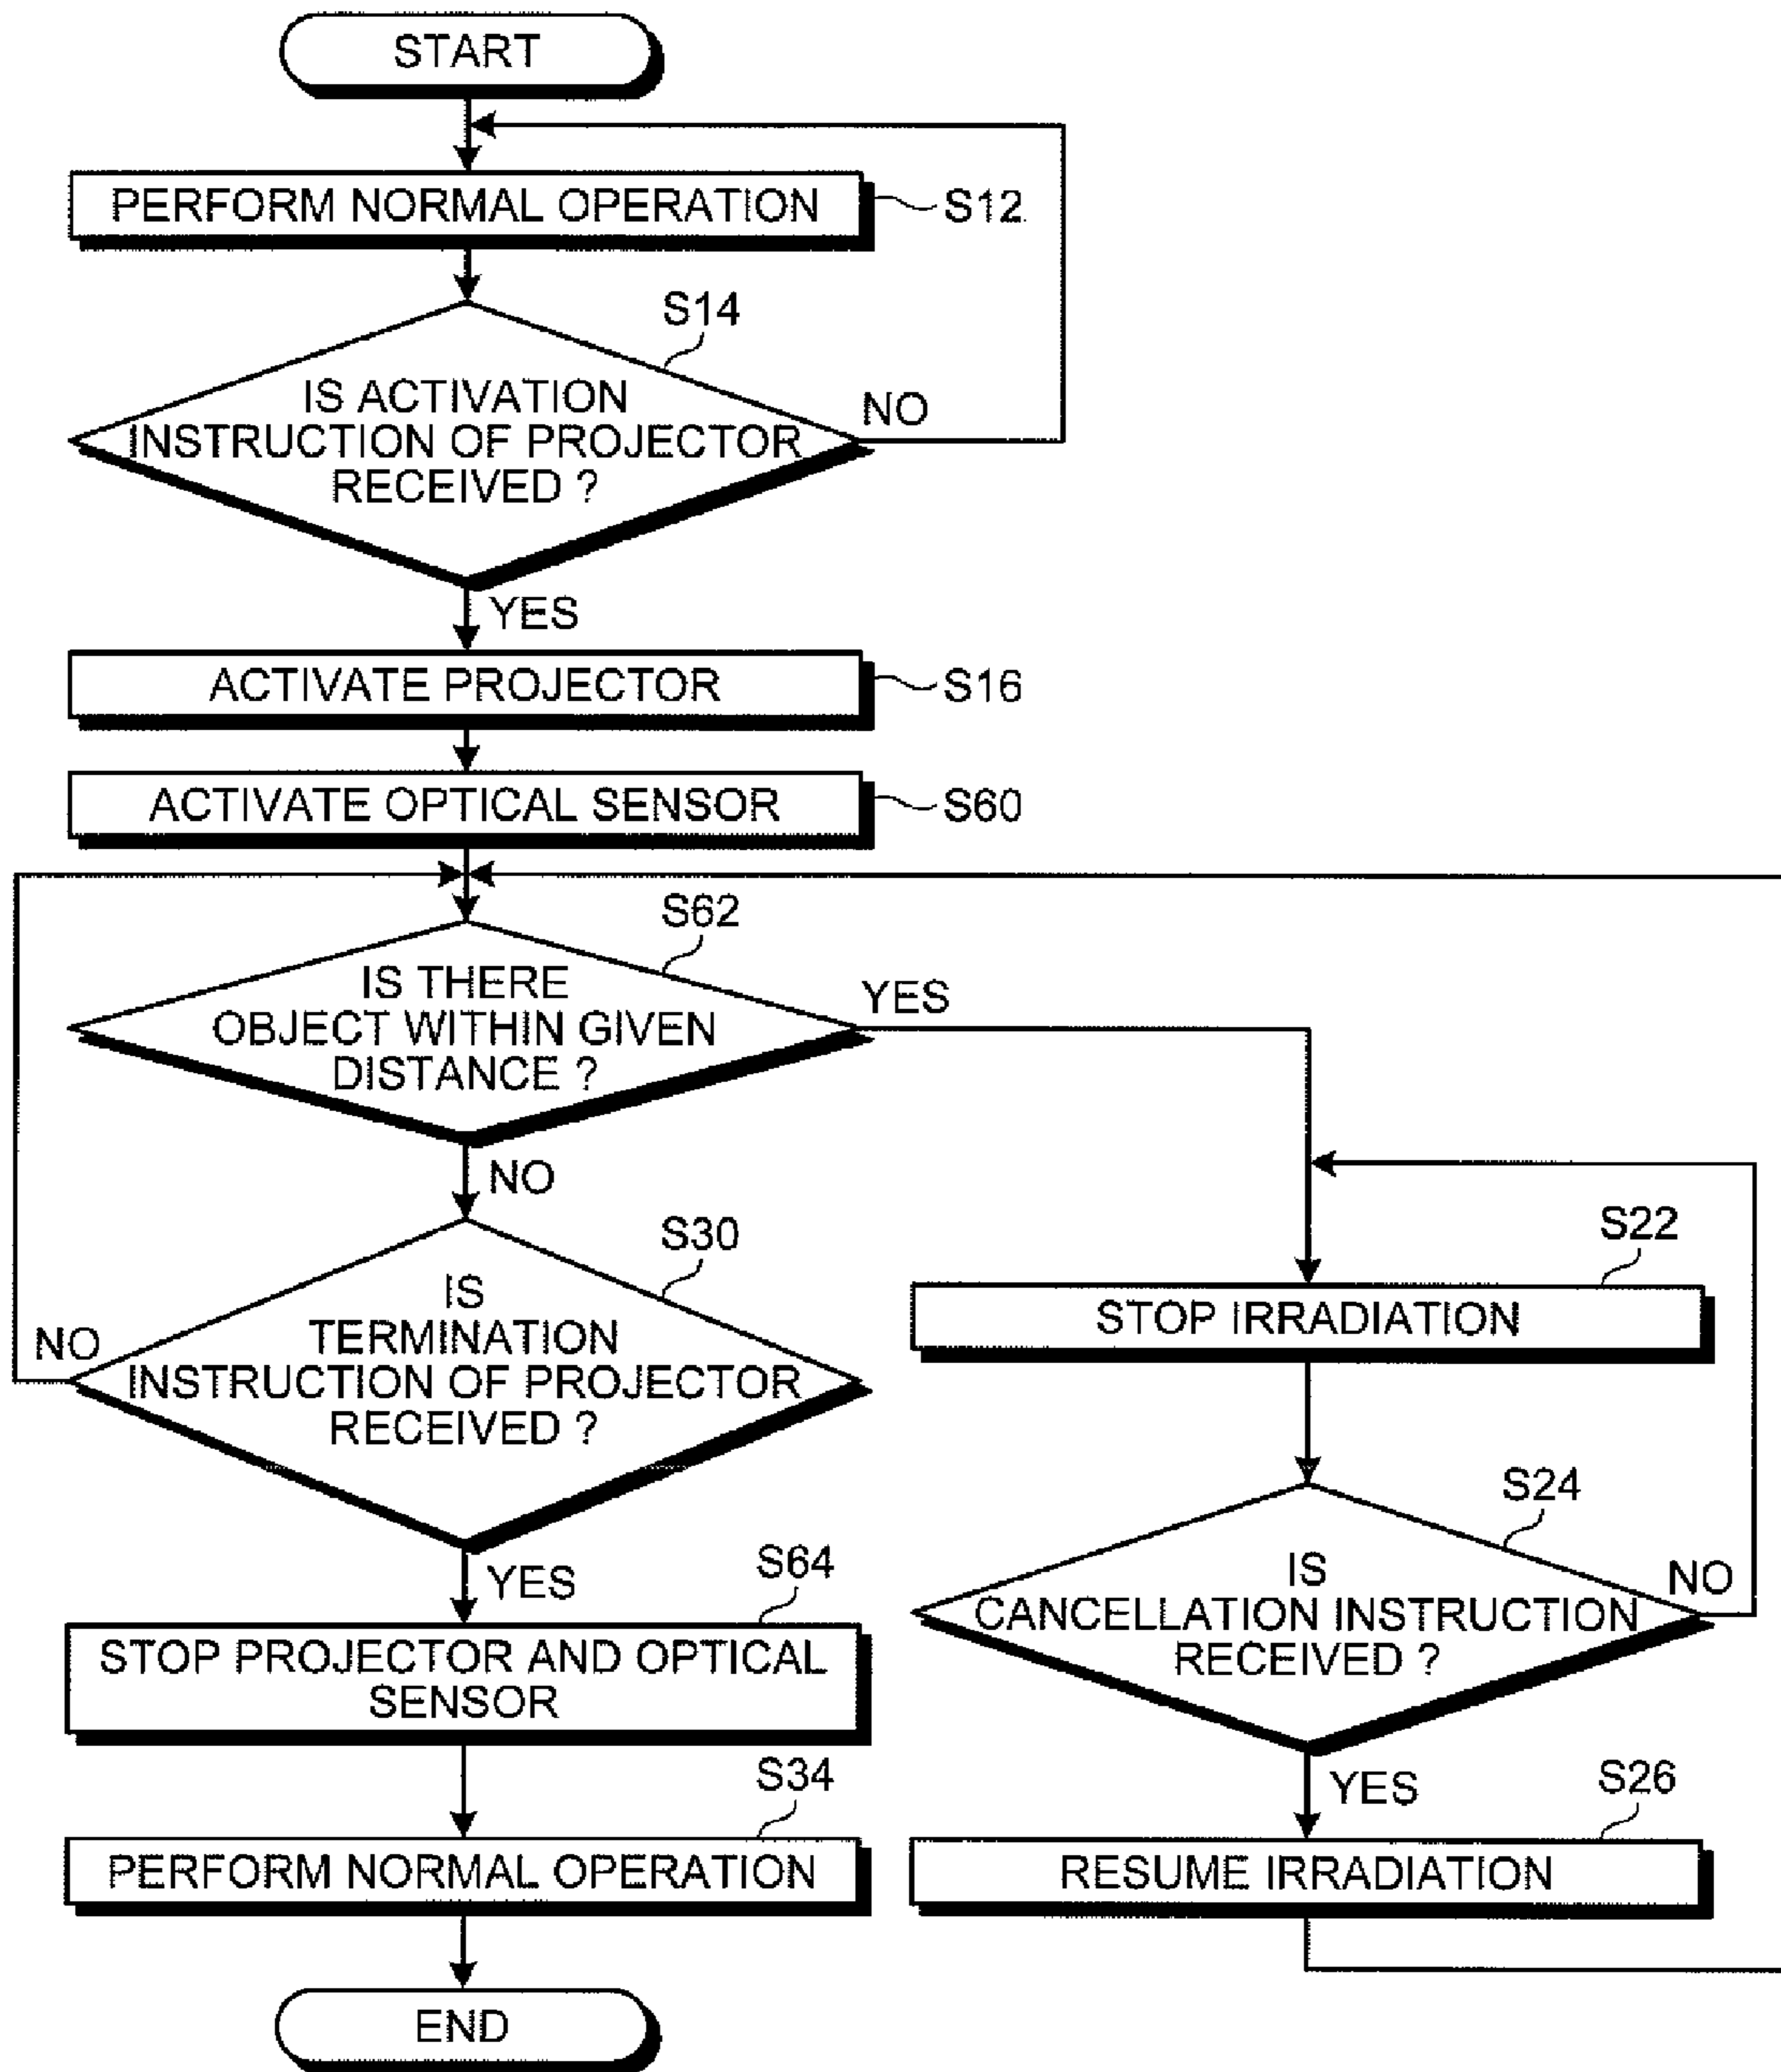 START
PERFORM NORMAL OPERATION
S12
S14
IS ACTIVATION
INSTRUCTION OF PROJECTOR
RECEIVED ?
NO
YES
ACTIVATE PROJECTOR
S16
ACTIVATE OPTICAL SENSOR
S60
S62
IS THERE
OBJECT WITHIN GIVEN
DISTANCE ?
YES
NO
S30
IS
TERMINATION
INSTRUCTION OF PROJECTOR
RECEIVED ?
NO
YES
S64
STOP PROJECTOR AND OPTICAL
SENSOR
S34
PERFORM NORMAL OPERATION
END
S22
STOP IRRADIATION
S24
IS
CANCELLATION INSTRUCTION
RECEIVED ?
NO
YES
S26
RESUME IRRADIATION